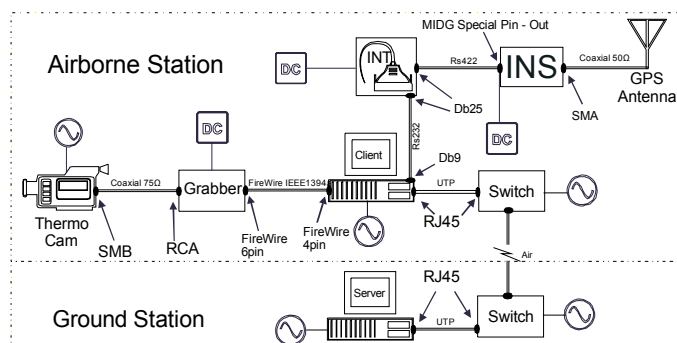 MIDG Special Pin - Out
Airborne Station
DC
INT
Rs422
INS
Coaxial 50Ω
GPS
Antenna
SMA
Db25
DC
DC
Rs232
Client
Db9
Coaxial 75Ω
Grabber
FireWire IEEE1394
UTP
Switch
Thermo
Cam
SMB
RCA
FireWire
6pin
FireWire
4pin
RJ45
Air
Ground Station
Server
RJ45
UTP
Switch